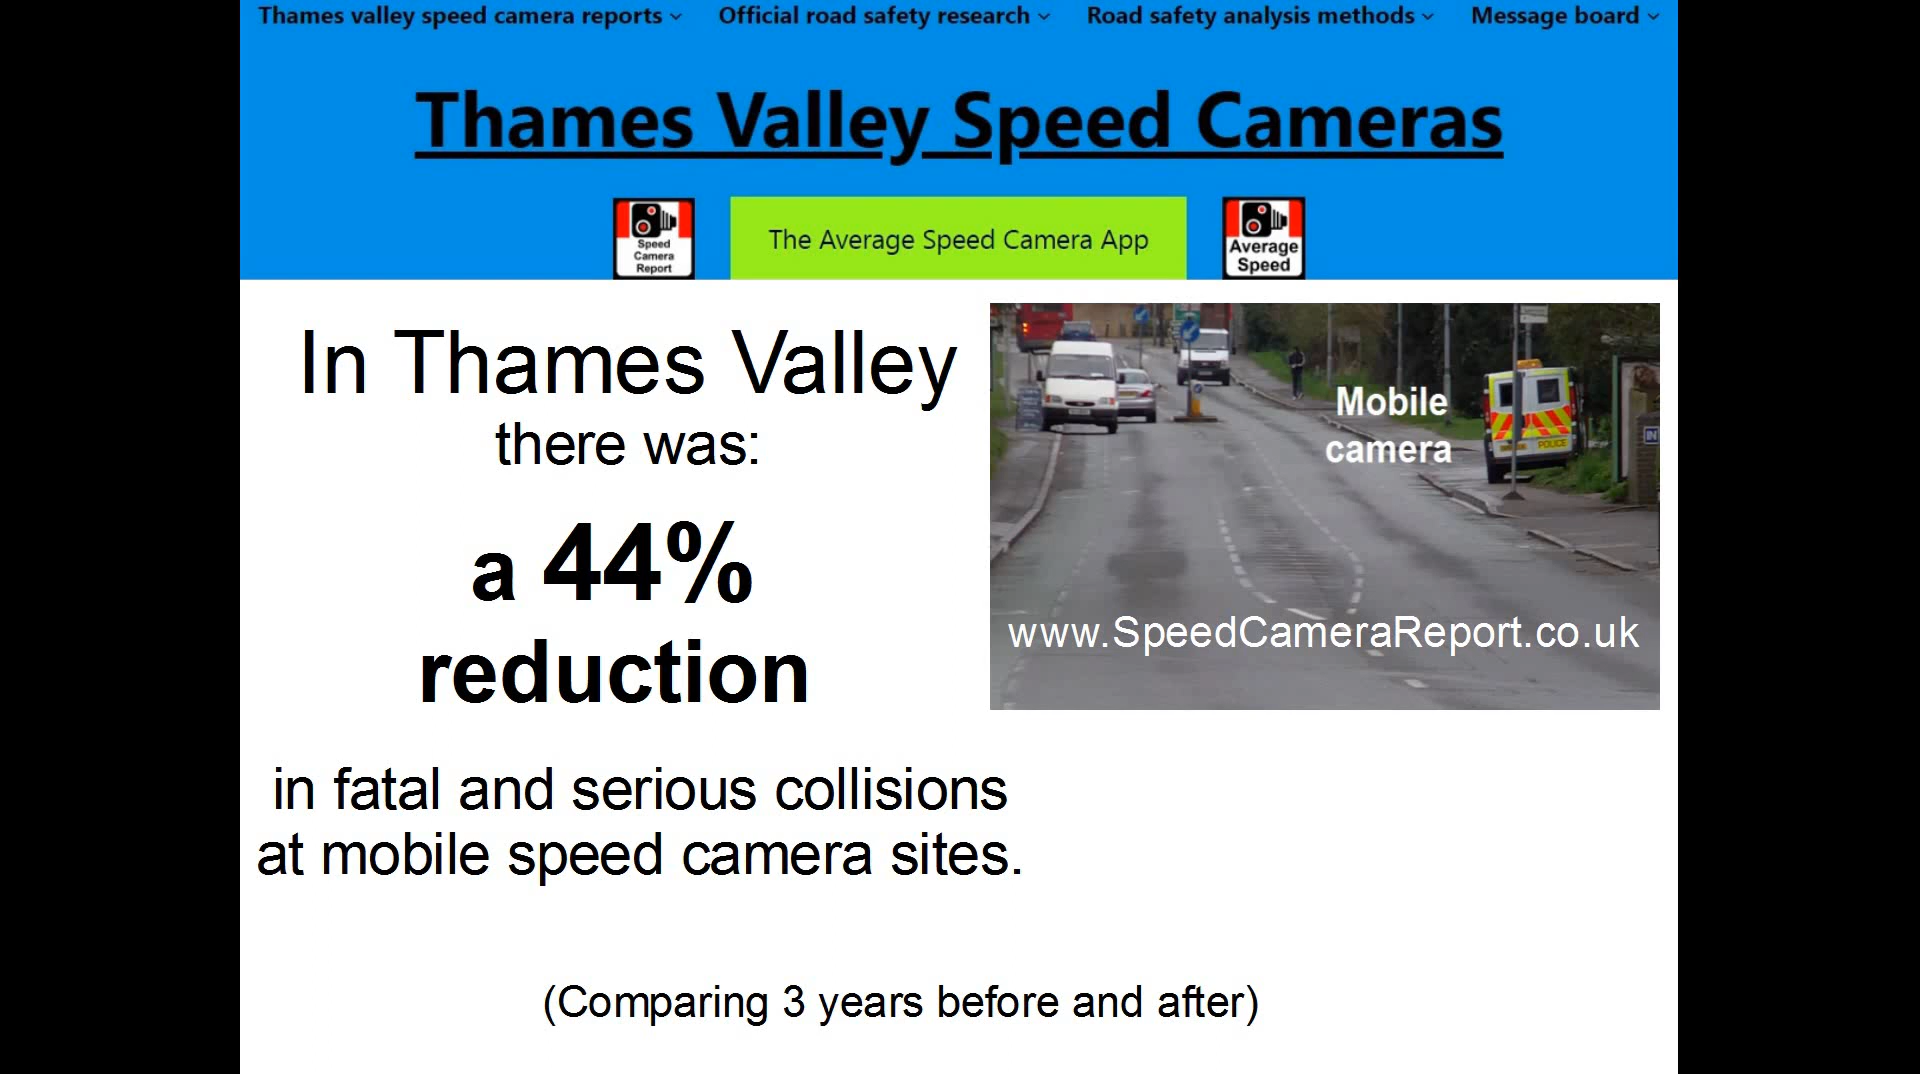 Thames valley speed camera reports
Official road safety research
Road safety analysis methods
Message board
Thames Valley Speed Cameras
Speed
Camera
Report
The Average Speed Camera App
Average
Speed
In Thames Valley
there was:
a 44%
reduction
in fatal and serious collisions
at mobile speed camera sites.
Mobile
camera
POLICE
IN
www.SpeedCameraReport.co.uk
(Comparing 3 years before and after)